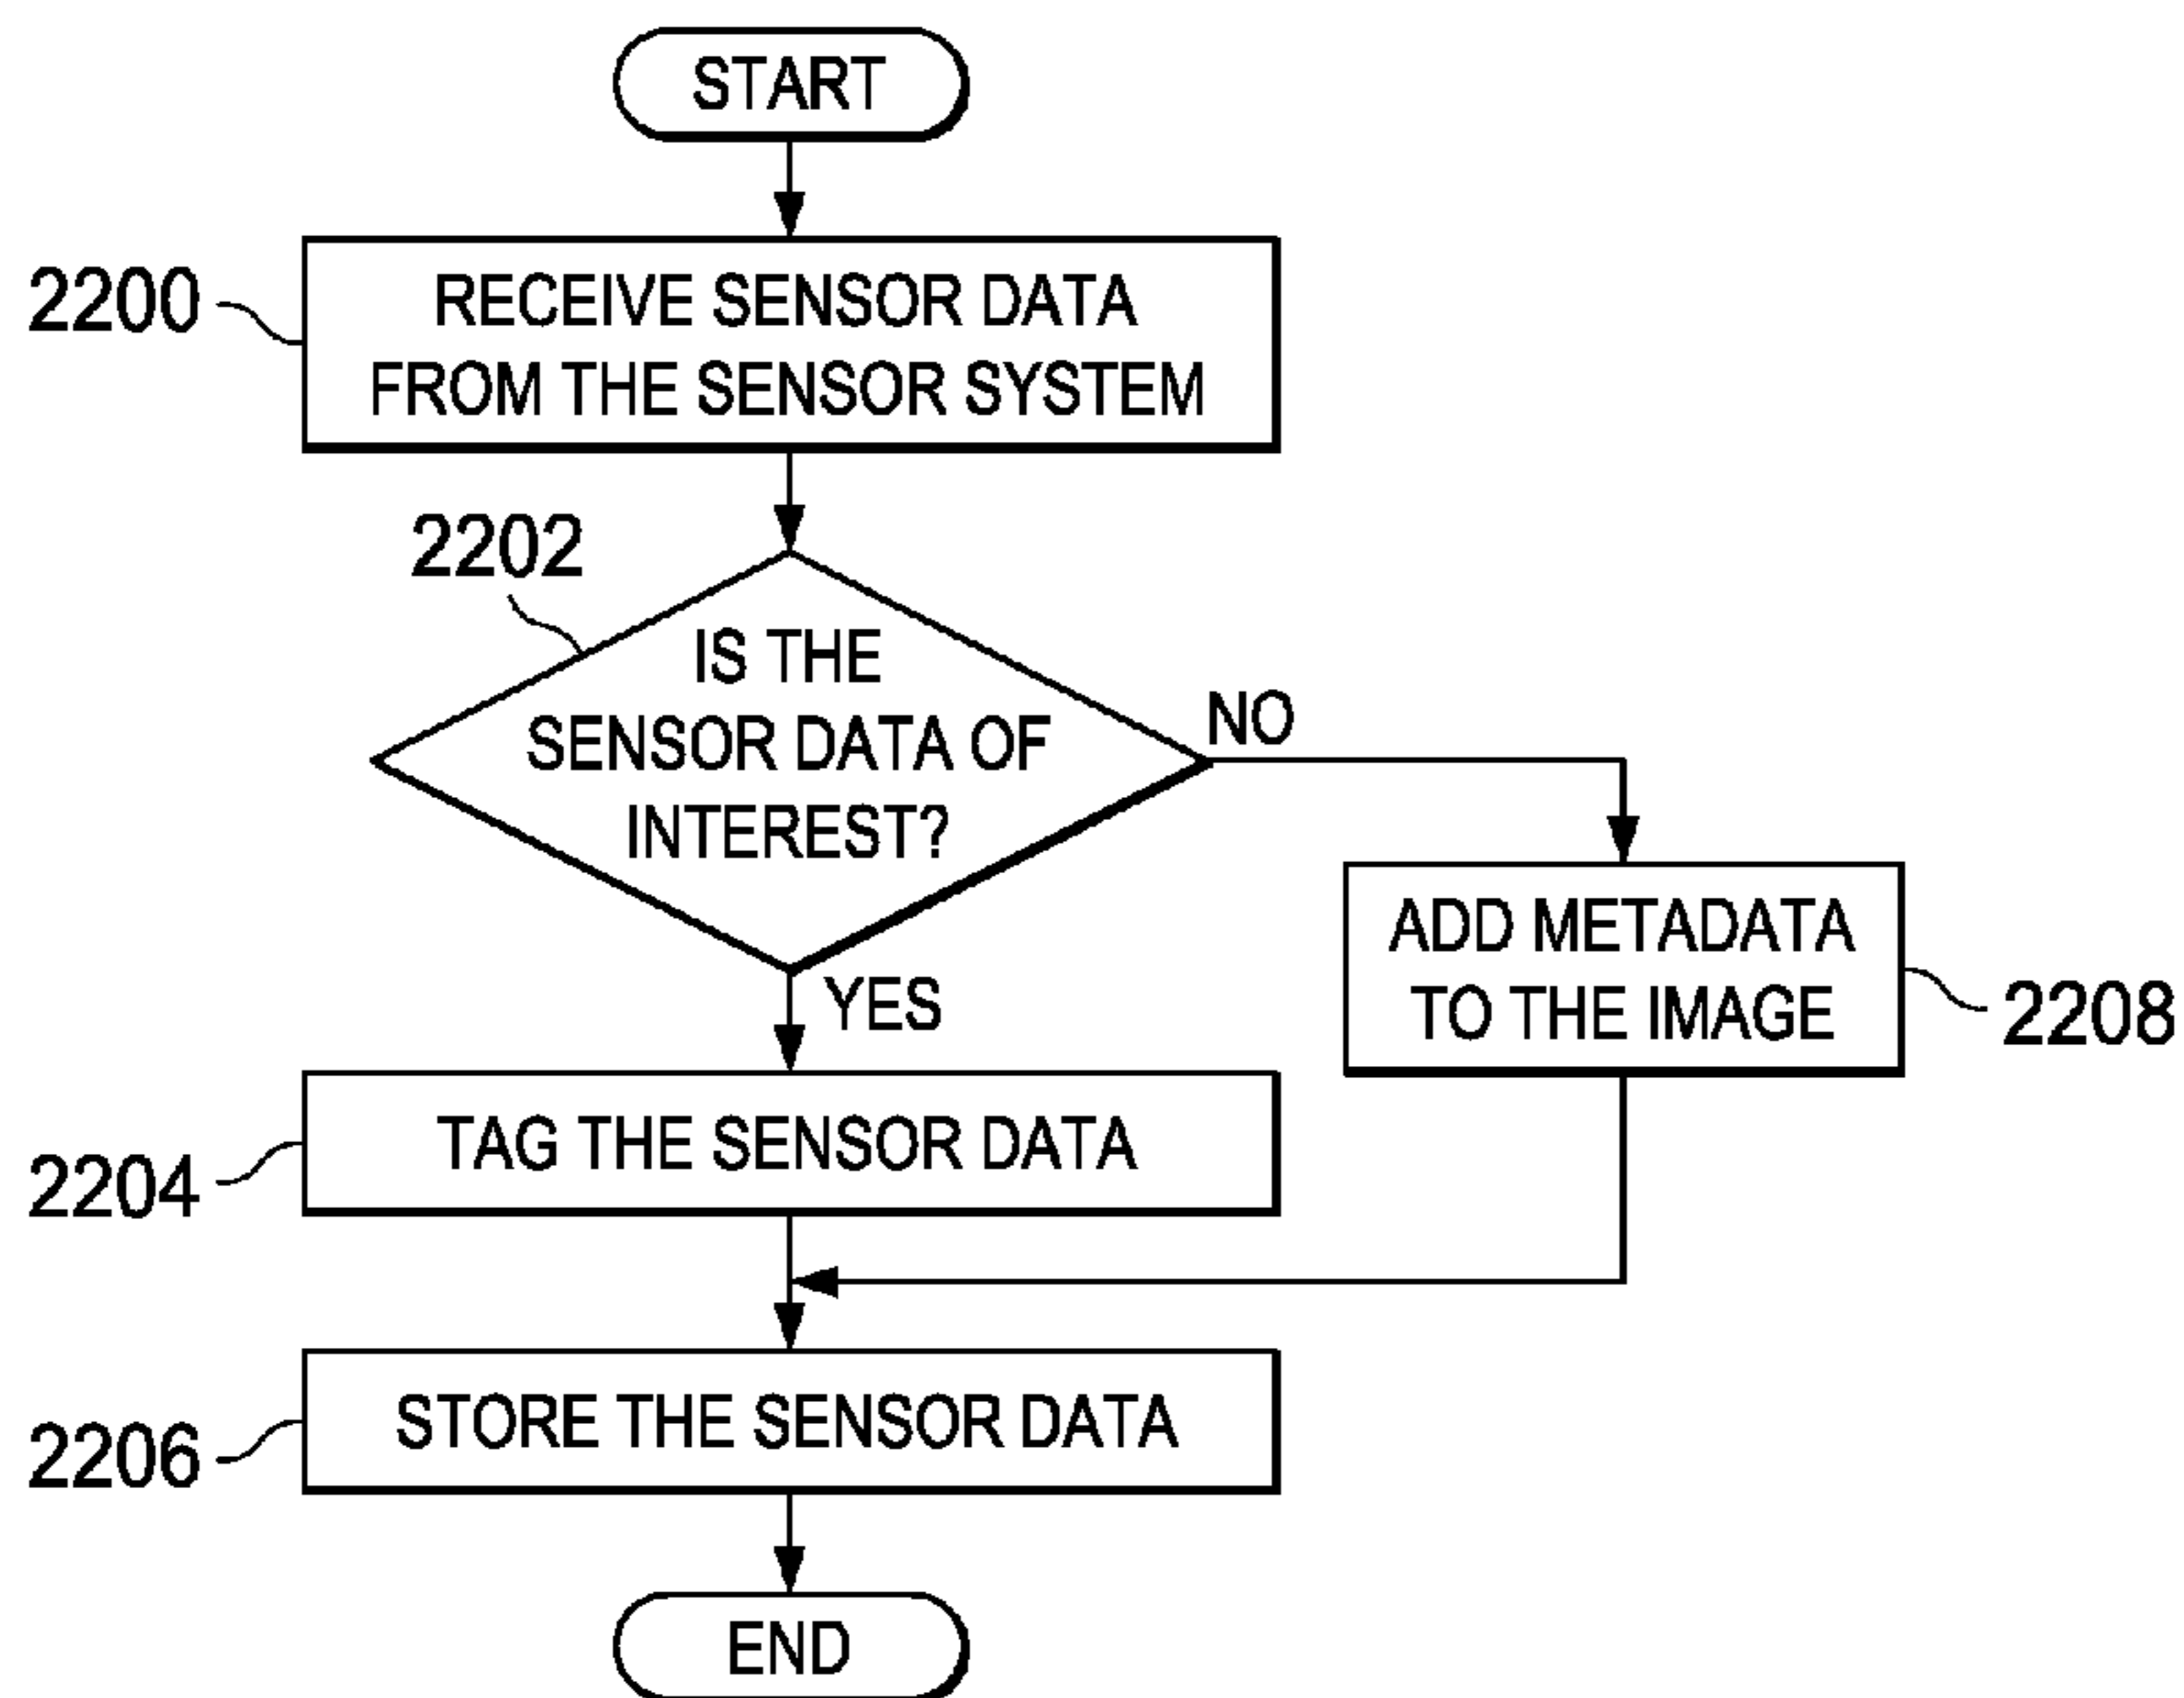 START
2200
RECEIVE SENSOR DATA
FROM THE SENSOR SYSTEM
2202
IS THE
SENSOR DATA OF
INTEREST?
NO
YES
ADD METADATA
TO THE IMAGE
2208
TAG THE SENSOR DATA
2204
STORE THE SENSOR DATA
2206
END